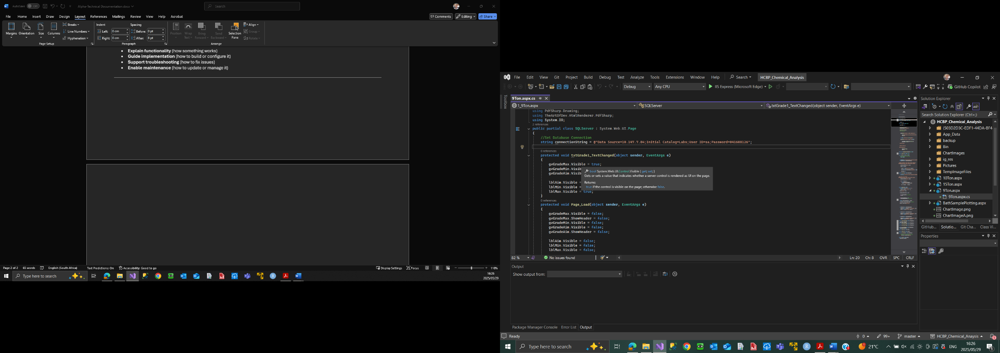 AutoSave Off Alpha-Technical Documentation.docx Search
File Home Insert Draw Design Layout References Mailings Review View Help Acrobat Comments Editing Share
Margins Orientation Size Columns Breaks Line Numbers Hyphenation
Page Setup
Indent Spacing
Left: 0 cm Before: 0 pt
Right: 0 cm After: 8 pt
Paragraph
Position Wrap Text Bring Forward Send Backward Selection Pane Align Group Rotate
Arrange
• Explain functionality (how something works)
• Guide implementation (how to build or configure it)
• Support troubleshooting (how to fix issues)
• Enable maintenance (how to update or manage it)
Page 2 of 2 65 words English (South Africa) Text Predictions: On Accessibility: Good to go Display Settings Focus 110%
Type here to search
16:26
2025/05/29
File Edit View Git Project Build Debug Test Analyze Tools Extensions Window Help Search HCBP_Chemical_Analysis
Debug Any CPU IIS Express (Microsoft Edge) GitHub Copilot
Toolbox
9Ton.aspx.cs
1_9Ton.aspx SQLServer txtGrade1_TextChanged(object sender, EventArgs e)
using PdfSharp.Drawing;
using TheArtOfDev.HtmlRenderer.PdfSharp;
using System.IO;
2 references
public partial class SQLServer : System.Web.UI.Page
{
//Set Database Connection
string connectionString = @"Data Source=10.147.7.84;Initial Catalog=Labs;User ID=sa;Password=041608126";
0 references
protected void txtGrade1_TextChanged(object sender, EventArgs e)
{
gvGradeMax.Visible = true;
gvGradeMin.Visib
gvGradeAim.Visib
bool System.Web.UI.Control.Visible { get; set; }
Gets or sets a value that indicates whether a server control is rendered as UI on the page.
Returns:
true if the control is visible on the page; otherwise false.
lblAim.Visible =
lblMin.Visible =
lblMax.Visible = true;
}
0 references
protected void Page_Load(object sender, EventArgs e)
{
gvGradeMax.Visible = false;
gvGradeMax.ShowHeader = false;
gvGradeMin.Visible = false;
gvGradeAim.Visible = false;
gvGradeAim.ShowHeader = false;
lblAim.Visible = false;
lblMin.Visible = false;
lblMax.Visible = false;
82 % No issues found Ln: 20 Ch: 8 OVR SPC CRLF
Output
Show output from:
Package Manager Console Error List Output
Solution Explorer
Search Solution Explorer (Ctrl+;)
HCBP_Chemical_Analysis
{503D2D3C-EDF1-44DA-BF4
App_Data
backup
Bin
ChartImages
ig_res
Pictures
TempImageFiles
10Ton.aspx
15Ton.aspx
9Ton.aspx
9Ton.aspx.cs
BathSamplePlotting.aspx
ChartImage.png
ChartImageA.png
GitHub... Solutio... Git Cha... Class Vi...
Properties
Ready 0 99+ master HCBP_Chemical_Anaysis 1
Type here to search 21°C ENG
16:26
2025/05/29
1